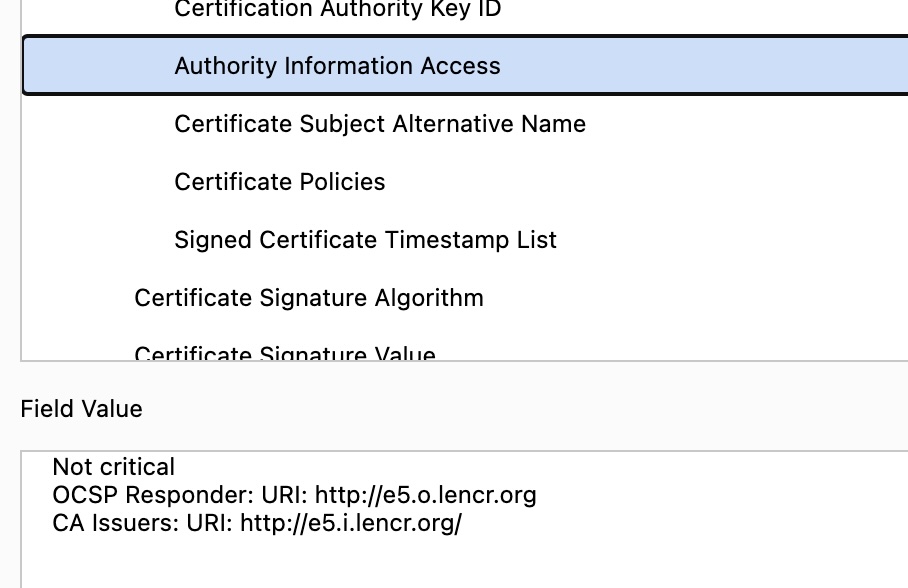 Certification Authority Key ID
Authority Information Access
Certificate Subject Alternative Name
Certificate Policies
Signed Certificate Timestamp List
Certificate Signature Algorithm
Certificate Signature Value
Field Value
Not critical
OCSP Responder: URI: http://e5.o.lencr.org
CA Issuers: URI: http://e5.i.lencr.org/